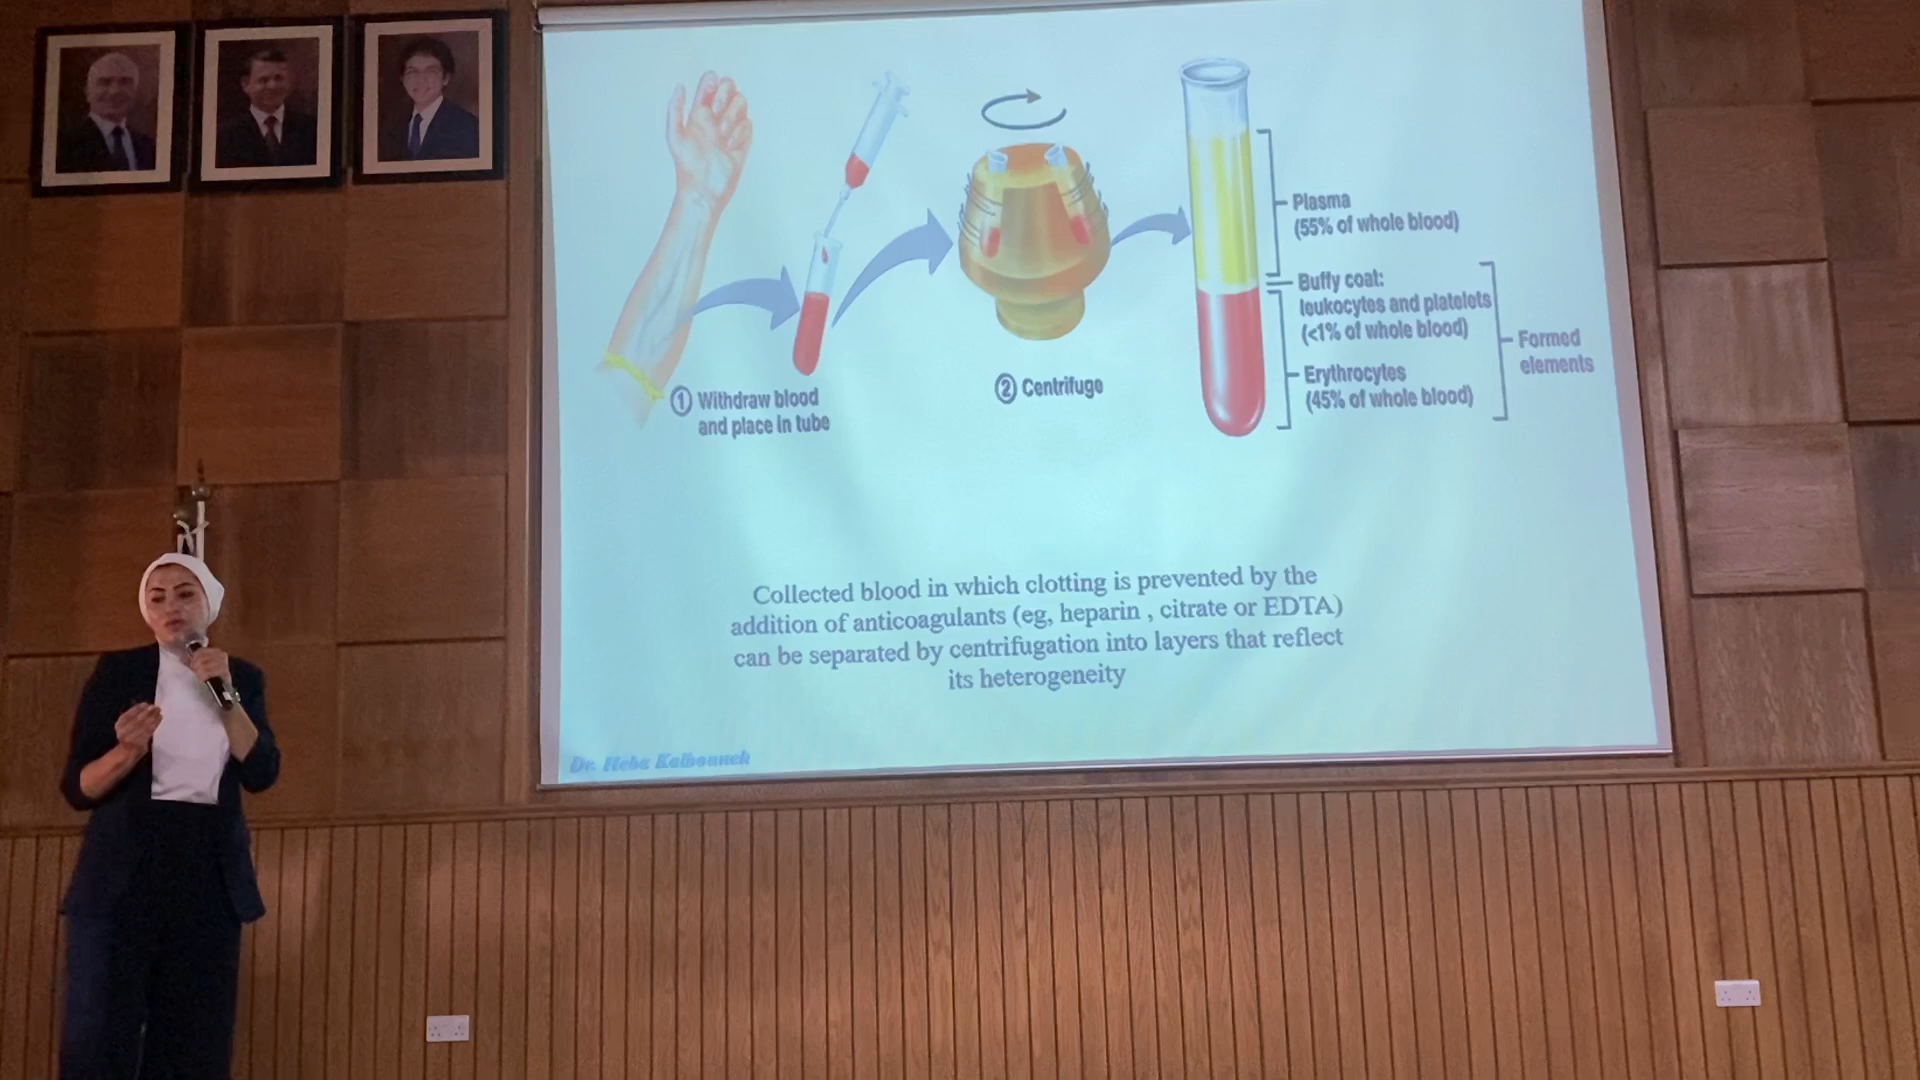 Plasma
(55% of whole blood)
Buffy coat:
leukocytes and platelets
(<1% of whole blood)
Formed
elements
Erythrocytes
(45% of whole blood)
1 Withdraw blood
and place in tube
2 Centrifuge
Collected blood in which clotting is prevented by the
addition of anticoagulants (eg, heparin , citrate or EDTA)
can be separated by centrifugation into layers that reflect
its heterogeneity
Dr. Heba Kalbouneh